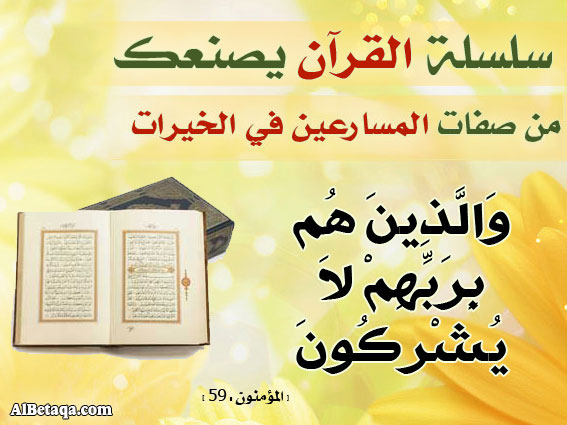 سلسلة القرآن يصنعك
من صفات المسارعين في الخيرات
وَالَّذِينَ هُم
بِرَبِّهِمْ لاَ
يُشْرِكُونَ
[المؤمنون: 59]
AlBetaqa.com